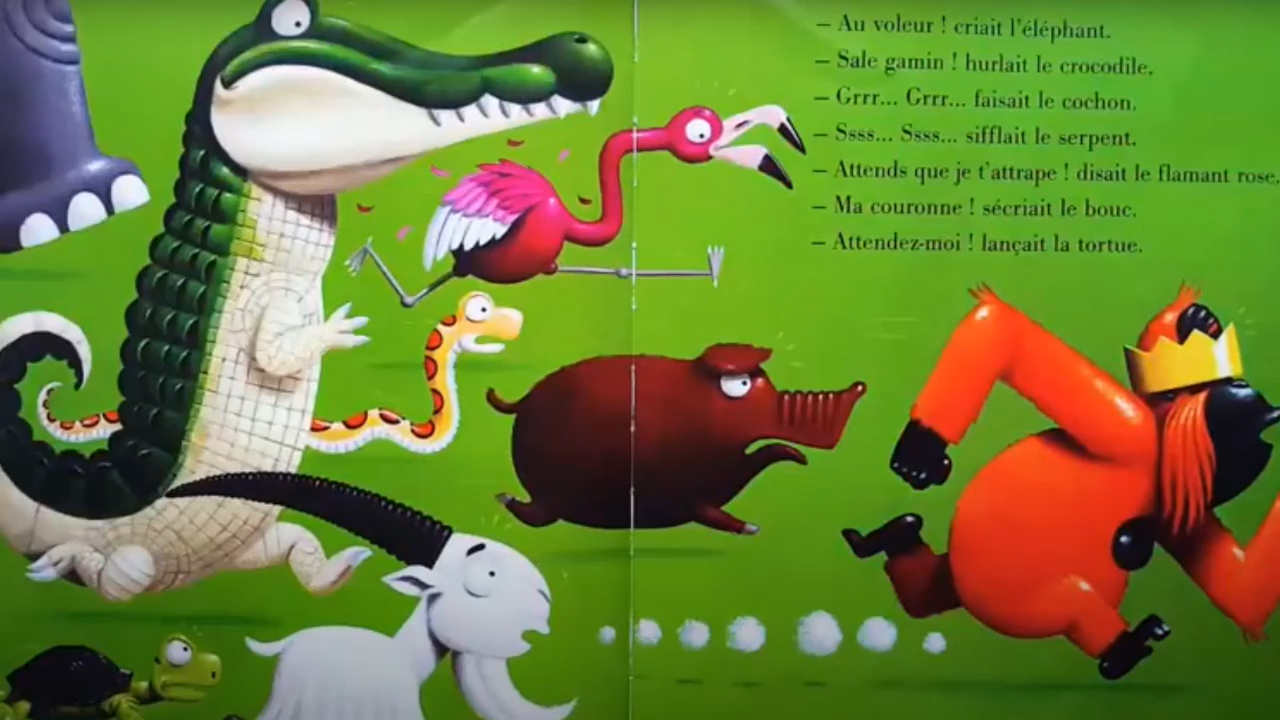 – Au voleur ! criait l'éléphant.
– Sale gamin ! hurlait le crocodile.
– Grrr... Grrr... faisait le cochon.
– Ssss... Ssss... sifflait le serpent.
– Attends que je t'attrape ! disait le flamant rose.
– Ma couronne ! sécriait le bouc.
– Attendez-moi ! lançait la tortue.